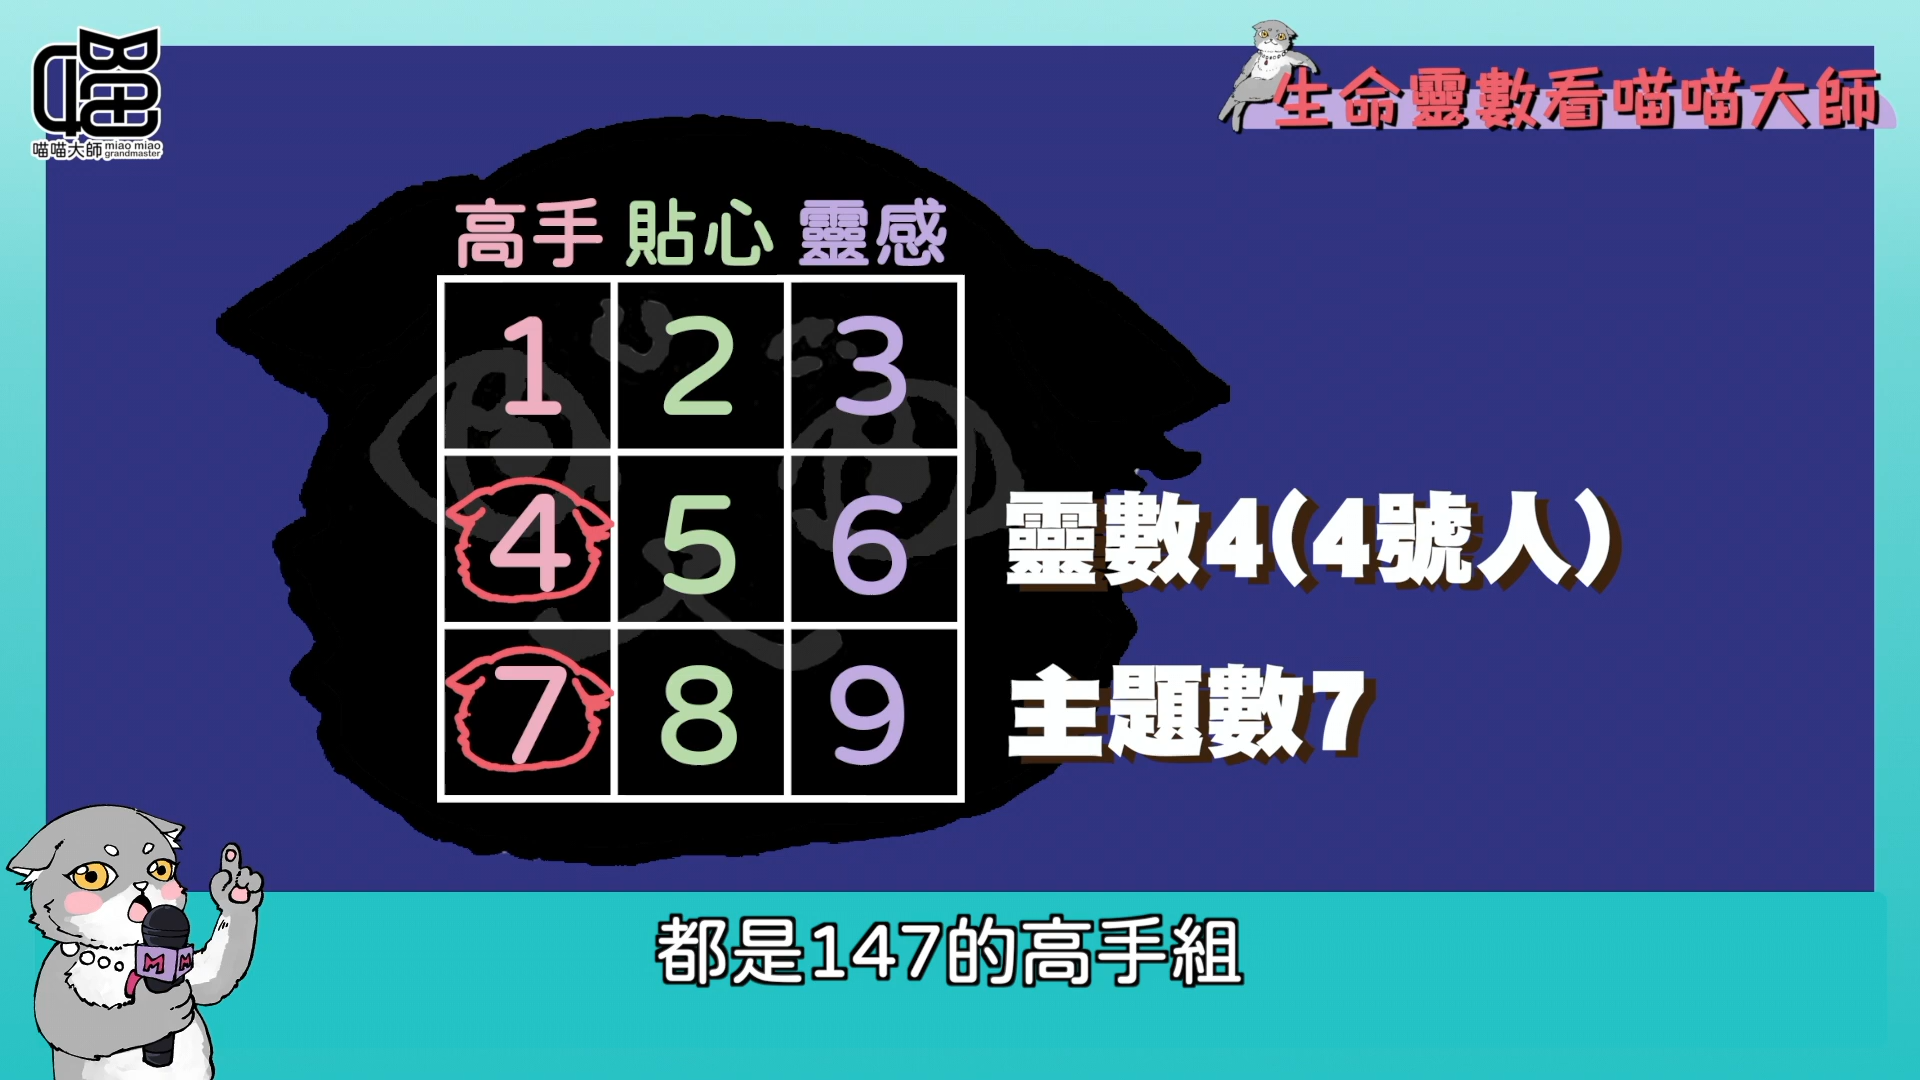 喵
喵喵大師 miao miao grandmaster
生命靈數看喵喵大師
高手 貼心 靈感
1 2 3
4 5 6
靈數4(4號人)
7 8 9
主題數7
M M
都是147的高手組